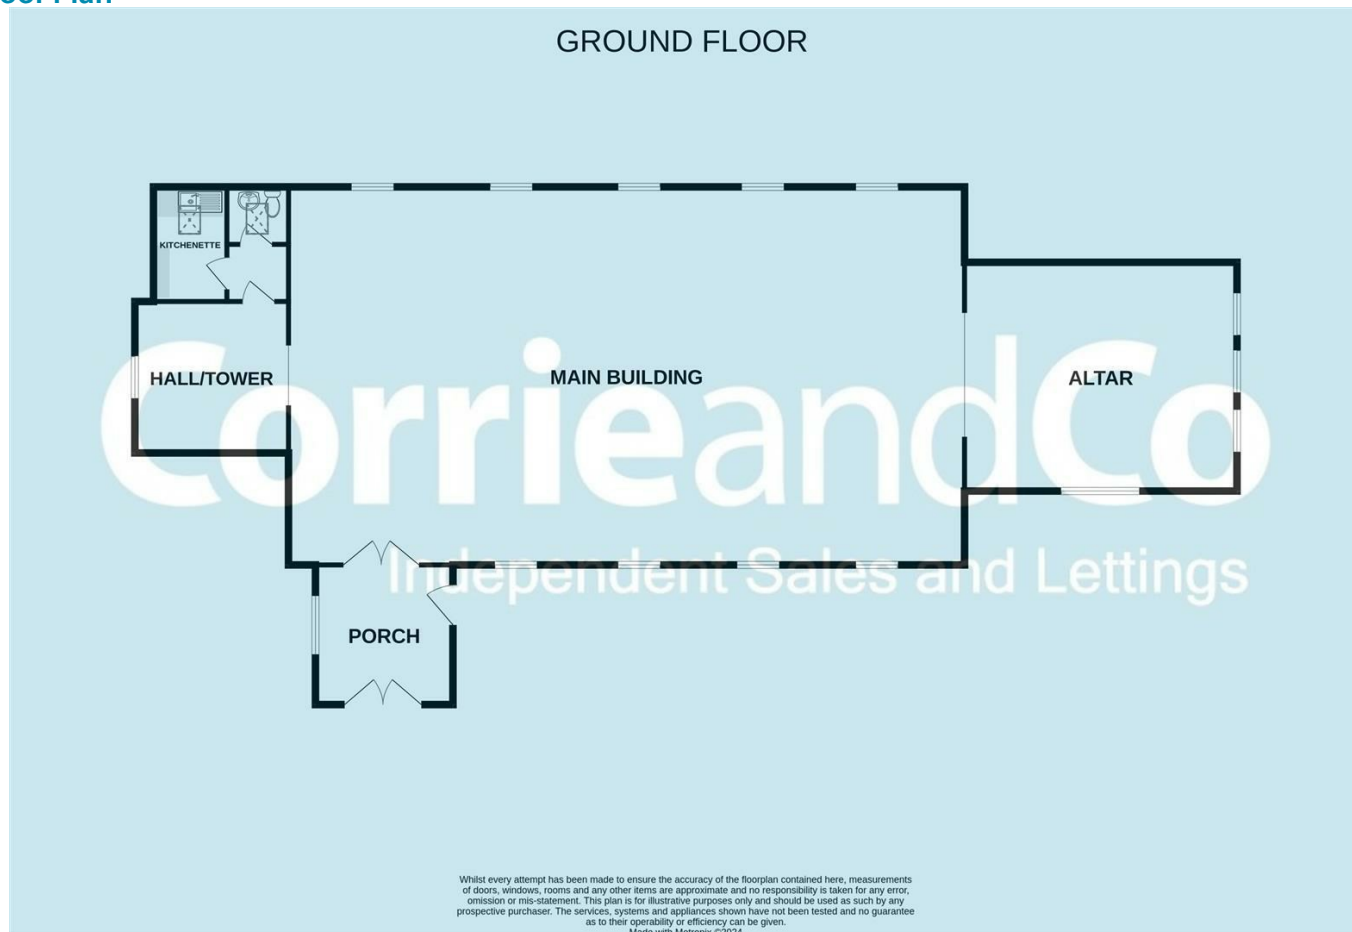 GROUND FLOOR
KITCHENETTE
HALL/TOWER
MAIN BUILDING
ALTAR
CorrieandCo
Independent Sales and Lettings
PORCH
Whilst every attempt has been made to ensure the accuracy of the floorplan contained here, measurements
of doors, windows, rooms and any other items are approximate and no responsibility is taken for any error,
omission or mis-statement. This plan is for illustrative purposes only and should be used as such by any
prospective purchaser. The services, systems and appliances shown have not been tested and no guarantee
as to their operability or efficiency can be given.
Made with Metropix ©2024